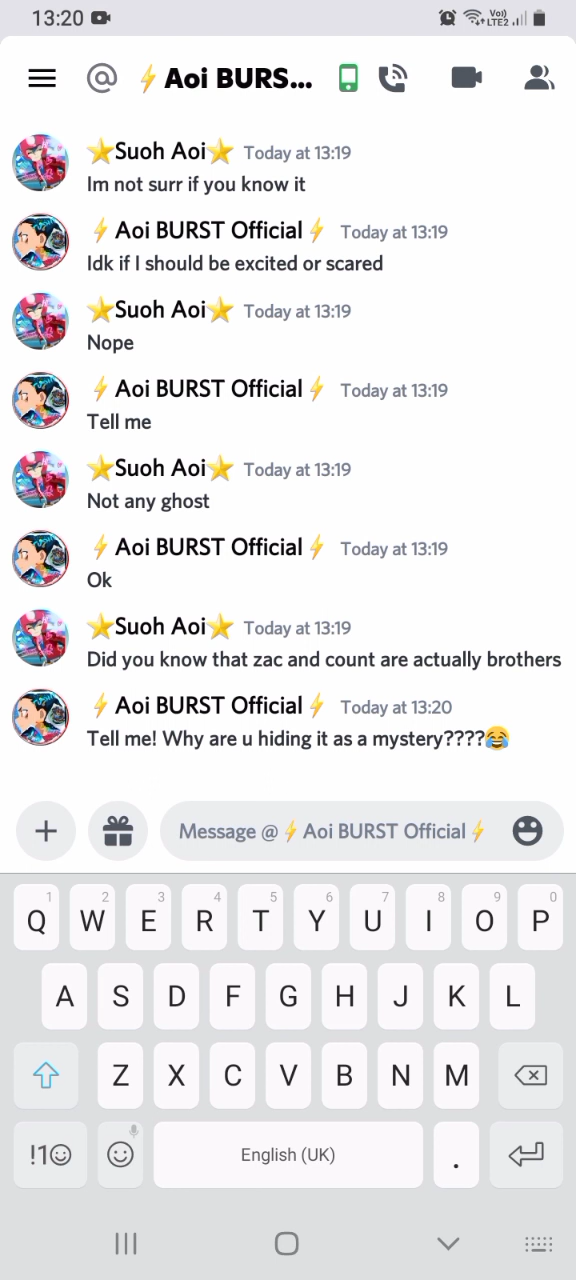 13:20
Vo)) LTE2
@ ⚡Aoi BURS...
⭐Suoh Aoi⭐ Today at 13:19
Im not surr if you know it
⚡Aoi BURST Official⚡ Today at 13:19
Idk if I should be excited or scared
⭐Suoh Aoi⭐ Today at 13:19
Nope
⚡Aoi BURST Official⚡ Today at 13:19
Tell me
⭐Suoh Aoi⭐ Today at 13:19
Not any ghost
⚡Aoi BURST Official⚡ Today at 13:19
Ok
⭐Suoh Aoi⭐ Today at 13:19
Did you know that zac and count are actually brothers
⚡Aoi BURST Official⚡ Today at 13:20
Tell me! Why are u hiding it as a mystery????😂
Message @⚡Aoi BURST Official⚡
1 2 3 4 5 6 7 8 9 0
Q W E R T Y U I O P
A S D F G H J K L
Z X C V B N M
!1☺ English (UK) .